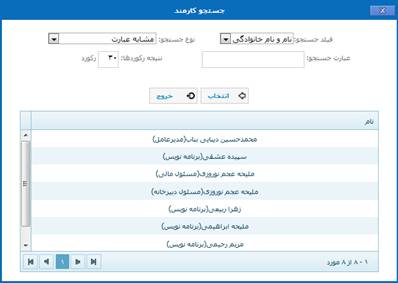 جستجو کارمند
X
فیلد جستجو: نام و نام خانوادگی نوع جستجو: مشابه عبارت
عبارت جستجو: نتیجه رکوردها: ۳۰ رکورد
انتخاب خروج
نام
محمدحسین دیبایی بناب(مدیرعامل)
سپیده عشقی(برنامه نویس)
ملیحه عجم نوروزی(مسئول مالی)
ملیحه عجم نوروزی(مسئول دبیرخانه)
زهرا ربیعی(برنامه نویس)
ملیحه ابراهیمی(برنامه نویس)
مریم رحیمی(برنامه نویس)
۱ - ۸ از ۸ مورد ۱